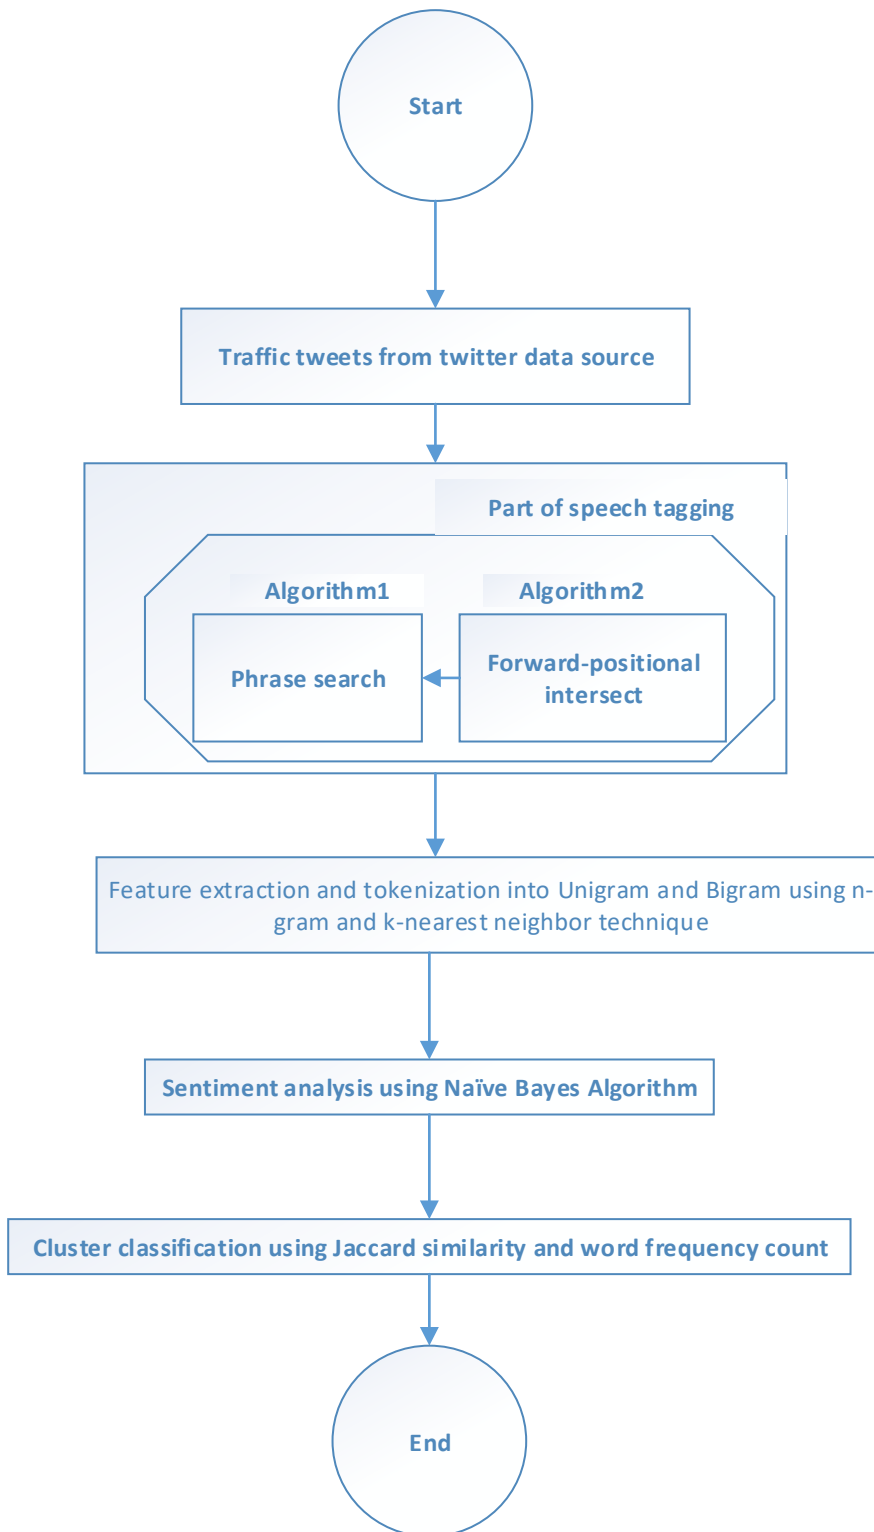 Start
Traffic tweets from twitter data source
Part of speech tagging
Algorithm1
Algorithm2
Phrase search
Forward-positional
intersect
Feature extraction and tokenization into Unigram and Bigram using n-
gram and k-nearest neighbor technique
Sentiment analysis using Naïve Bayes Algorithm
Cluster classification using Jaccard similarity and word frequency count
End